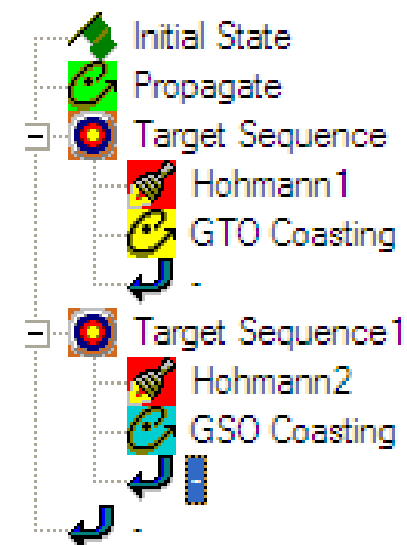 Initial State
Propagate
Target Sequence
Hohmann1
GTO Coasting
-
Target Sequence1
Hohmann2
GSO Coasting
-
-